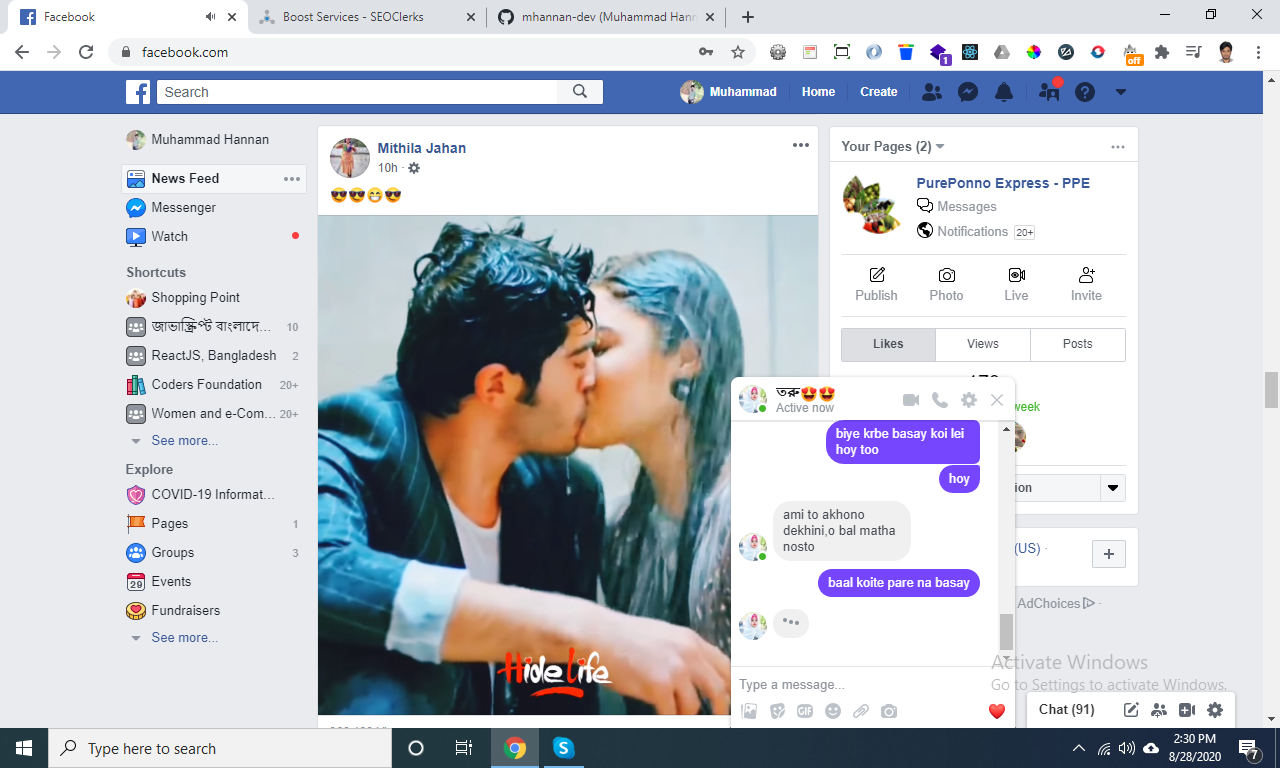 Facebook
Boost Services - SEOClerks
mhannan-dev (Muhammad Hann
facebook.com
1
off
Search
Muhammad
Home
Create
Muhammad Hannan
News Feed
Messenger
Watch
Shortcuts
Shopping Point
জাভাস্ক্রিপ্ট বাংলাদে... 10
ReactJS, Bangladesh 2
Coders Foundation 20+
Women and e-Com... 20+
See more...
Explore
COVID-19 Informat...
Pages 1
Groups 3
29 Events
Fundraisers
See more...
Mithila Jahan
10h ·
😎😎😁😎
Hide Life
Your Pages (2)
PurePonno Express - PPE
Messages
Notifications 20+
Publish Photo Live Invite
Likes Views Posts
week
ion
(US) ·
AdChoices ·
তরু😍😍
Active now
biye krbe basay koi lei
hoy too
hoy
ami to akhono
dekhini,o bal matha
nosto
baal koite pare na basay
Type a message...
GIF
Activate Windows
Go to Settings to activate Windows.
Chat (91)
Type here to search
2:30 PM
8/28/2020
7